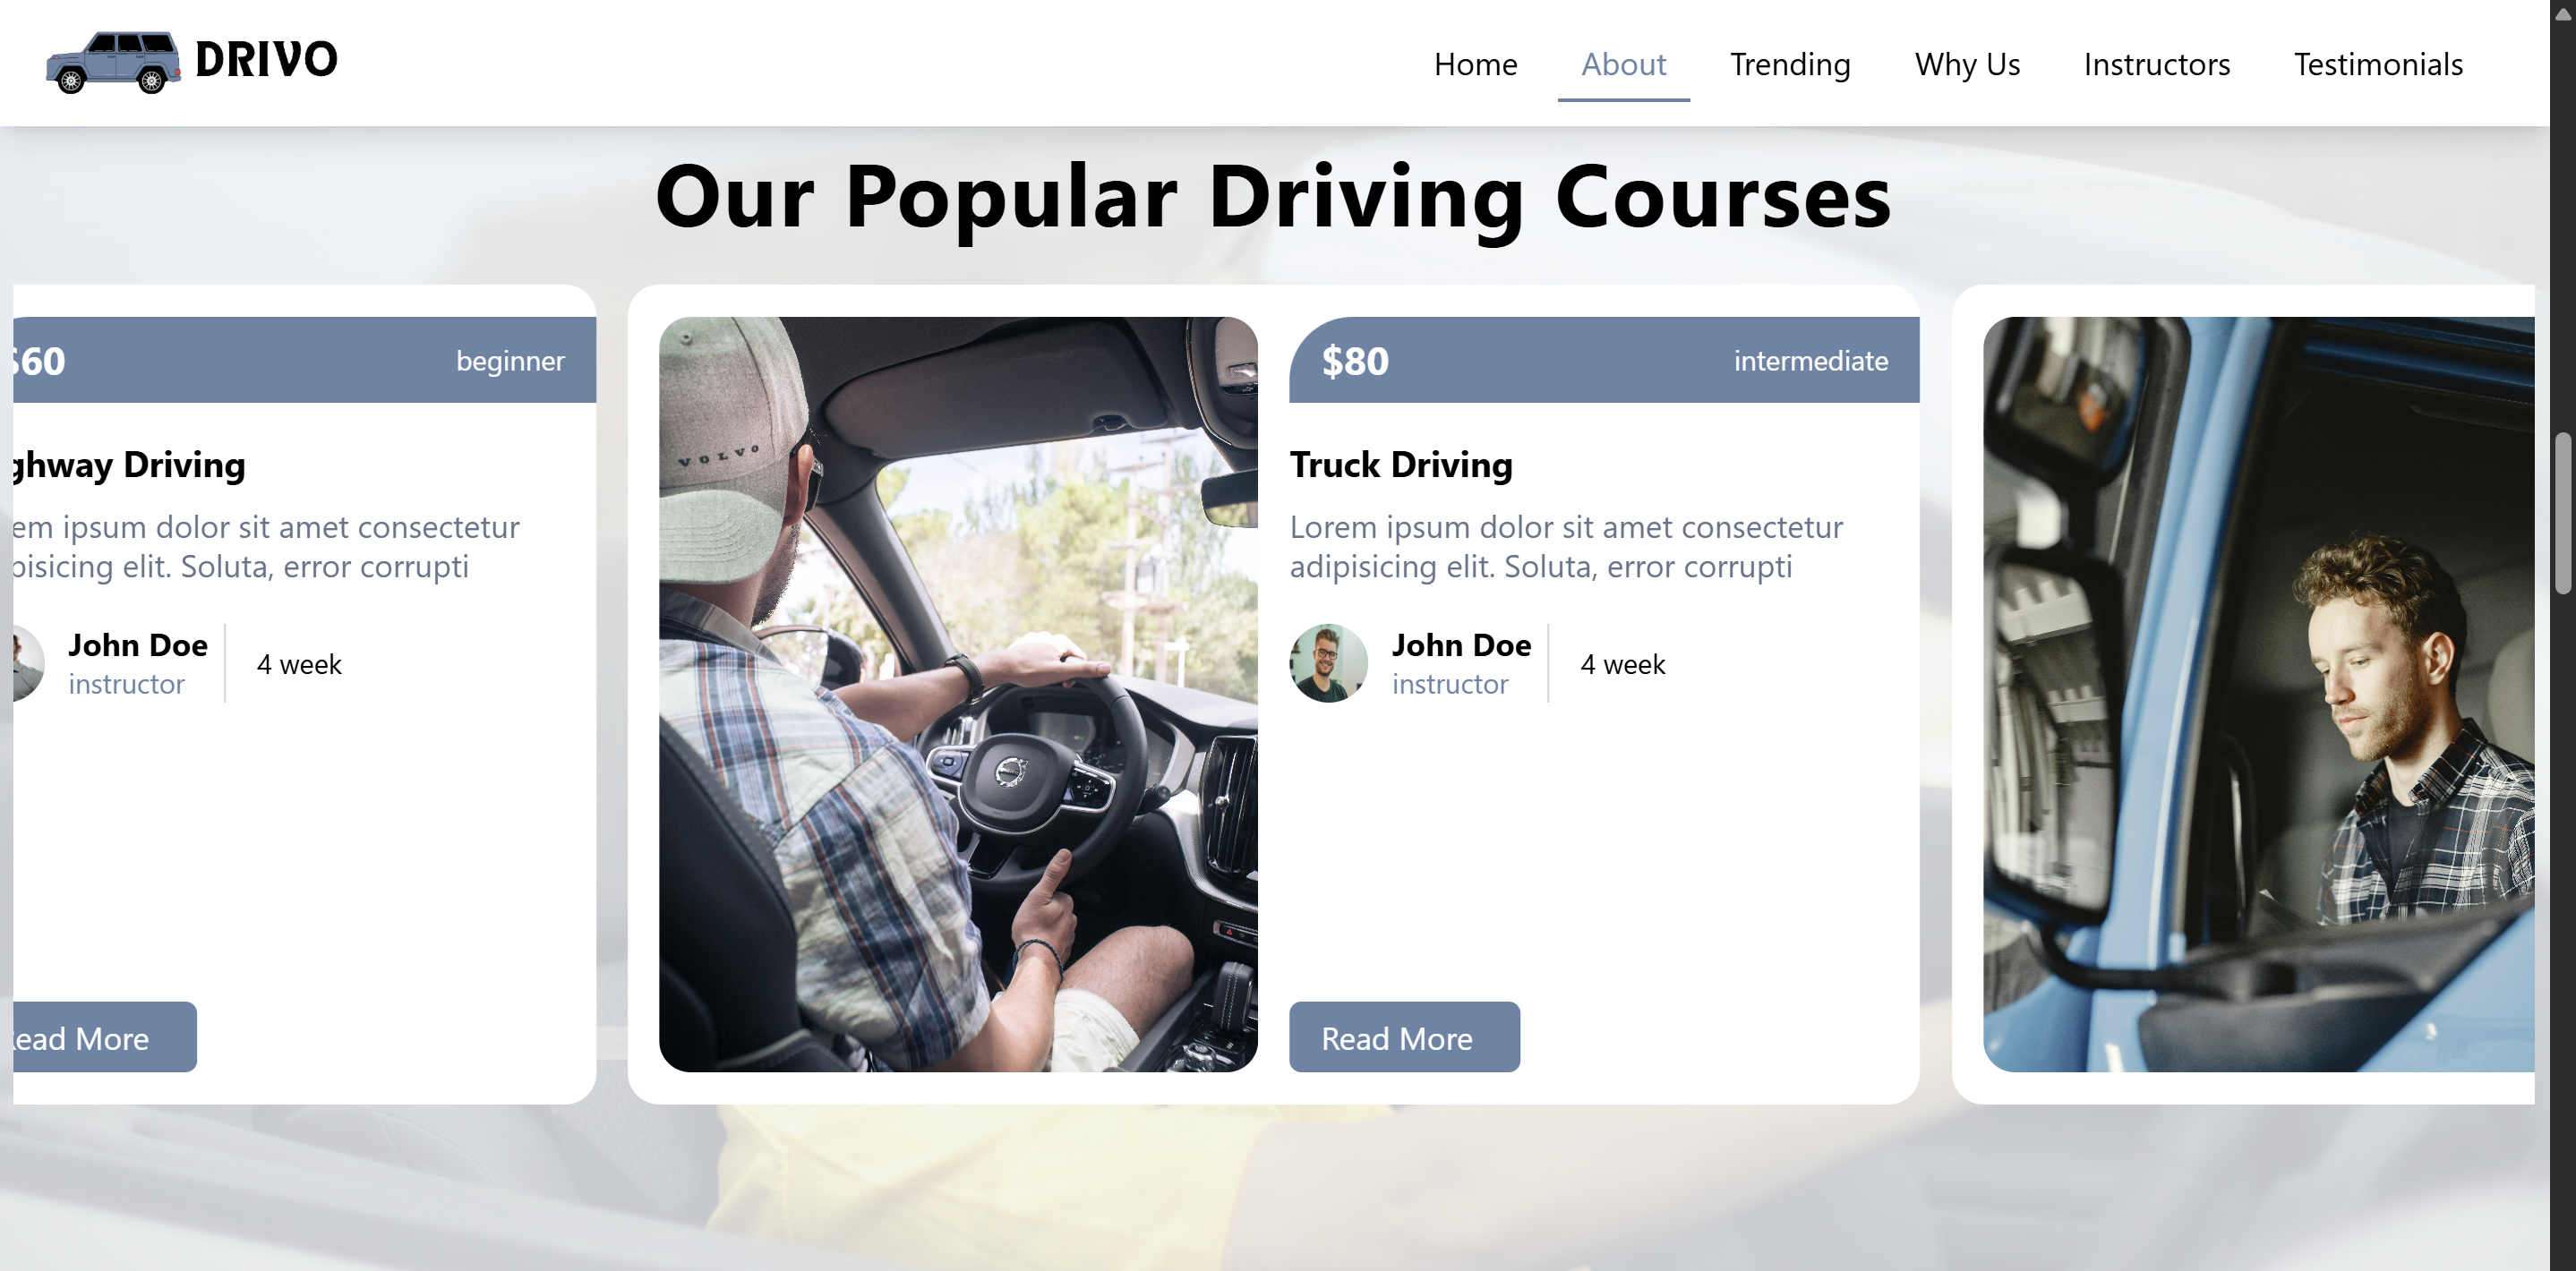 DRIVO
Home About Trending Why Us Instructors Testimonials
Our Popular Driving Courses
$60 beginner
ghway Driving
em ipsum dolor sit amet consectetur
pisicing elit. Soluta, error corrupti
John Doe
instructor
4 week
ead More
VOLVO
$80 intermediate
Truck Driving
Lorem ipsum dolor sit amet consectetur
adipisicing elit. Soluta, error corrupti
John Doe
instructor
4 week
Read More